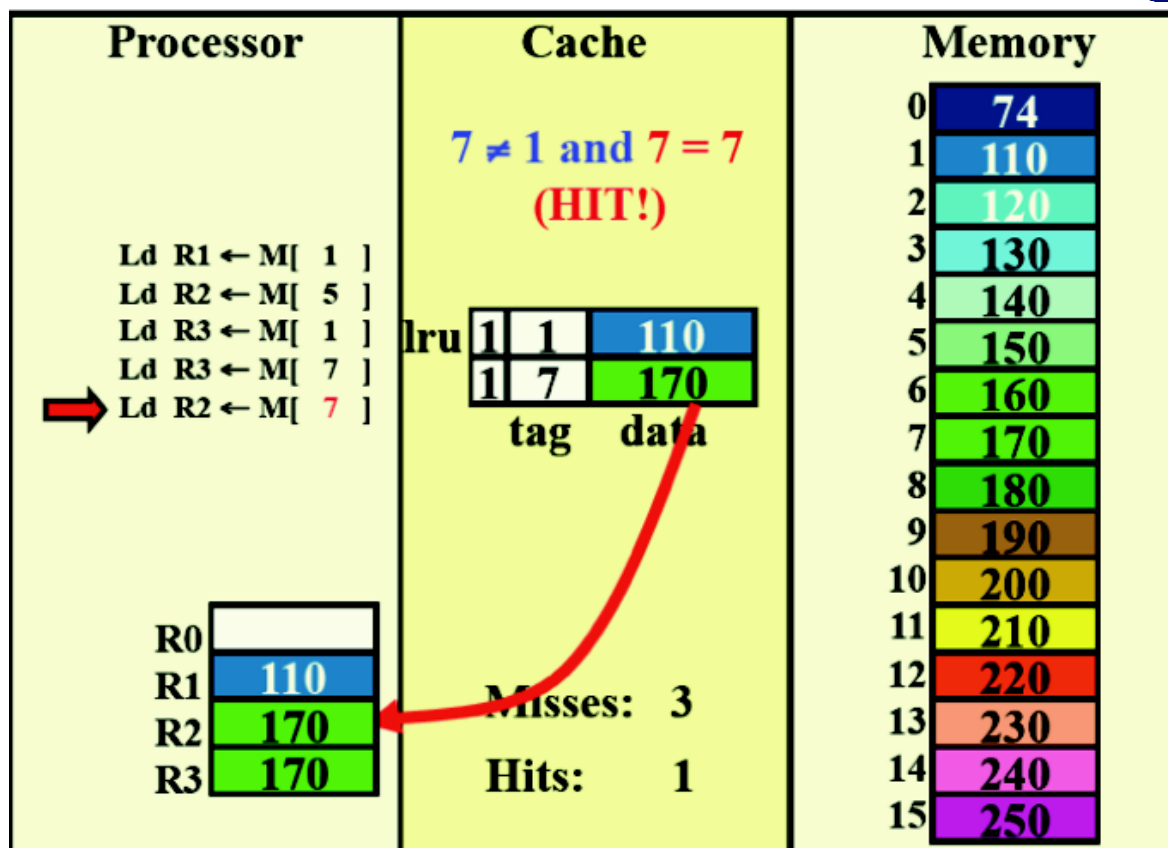 Processor
Ld R1 ← M[ 1 ]
Ld R2 ← M[ 5 ]
Ld R3 ← M[ 1 ]
Ld R3 ← M[ 7 ]
Ld R2 ← M[ 7 ]
R0
R1 110
R2 170
R3 170
Cache
7 ≠ 1 and 7 = 7
(HIT!)
lru 1 1 110
1 7 170
tag data
Misses: 3
Hits: 1
Memory
0 74
1 110
2 120
3 130
4 140
5 150
6 160
7 170
8 180
9 190
10 200
11 210
12 220
13 230
14 240
15 250